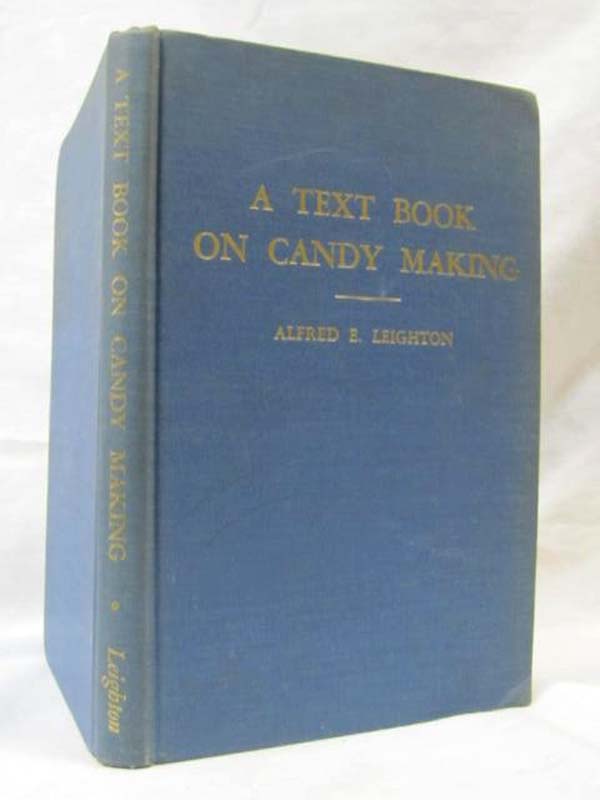 A TEXT BOOK
ON CANDY MAKING
ALFRED E. LEIGHTON
A TEXT BOOK ON CANDY MAKING • Leighton